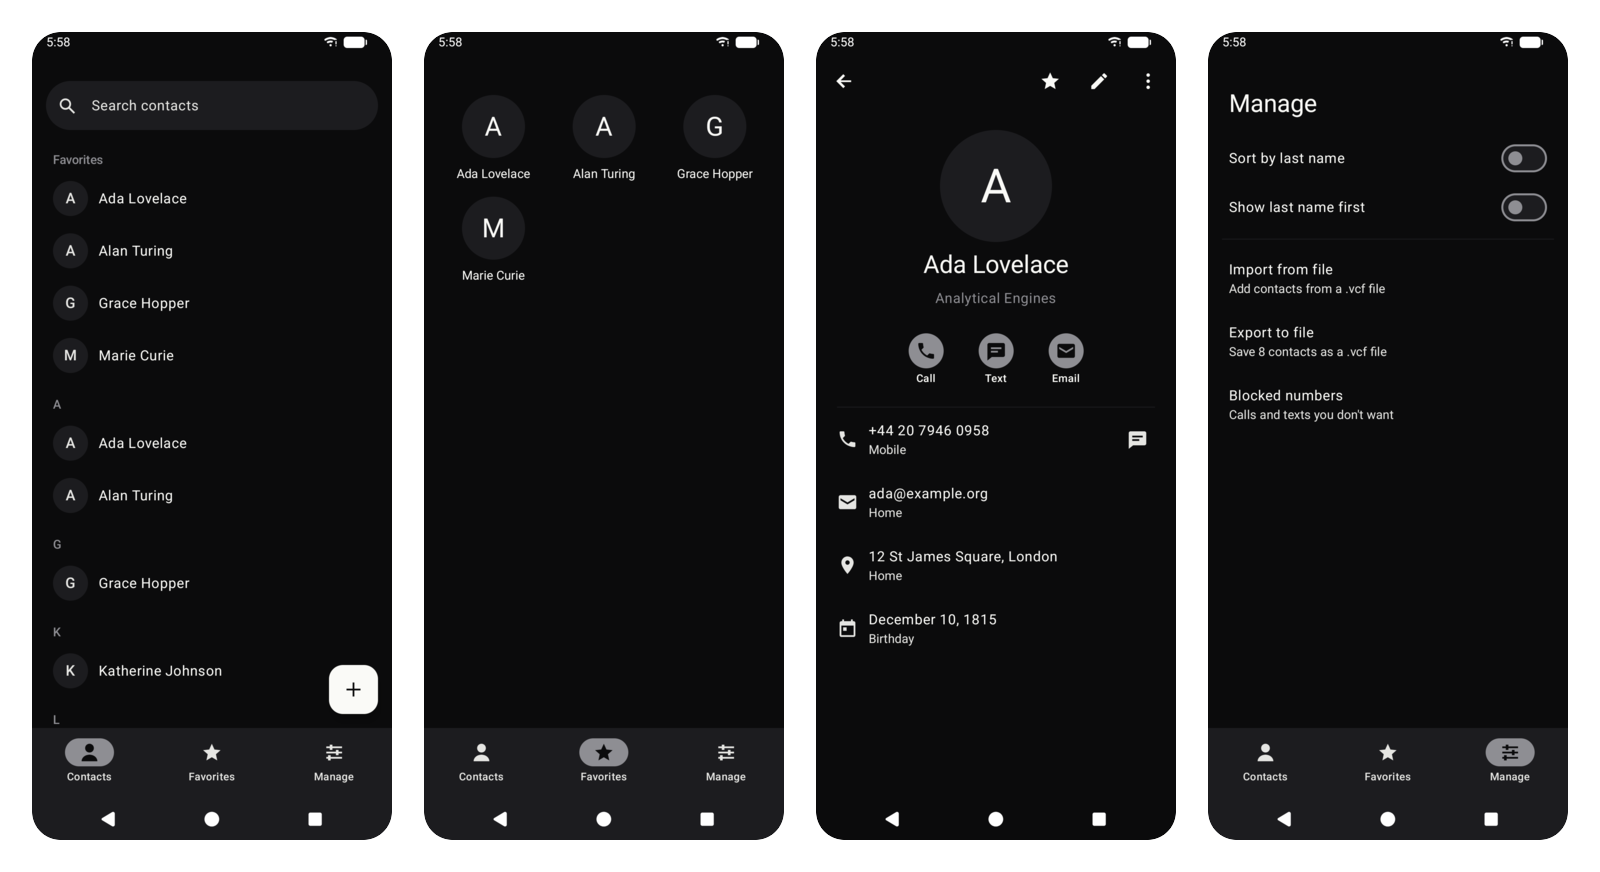 5:58
Search contacts
Favorites
A Ada Lovelace
A Alan Turing
G Grace Hopper
M Marie Curie
A
A Ada Lovelace
A Alan Turing
G
G Grace Hopper
K
K Katherine Johnson
L
Contacts Favorites Manage
5:58
A A G
Ada Lovelace Alan Turing Grace Hopper
M
Marie Curie
Contacts Favorites Manage
5:58
A
Ada Lovelace
Analytical Engines
Call Text Email
+44 20 7946 0958
Mobile
ada@example.org
Home
12 St James Square, London
Home
December 10, 1815
Birthday
5:58
Manage
Sort by last name
Show last name first
Import from file
Add contacts from a .vcf file
Export to file
Save 8 contacts as a .vcf file
Blocked numbers
Calls and texts you don't want
Contacts Favorites Manage